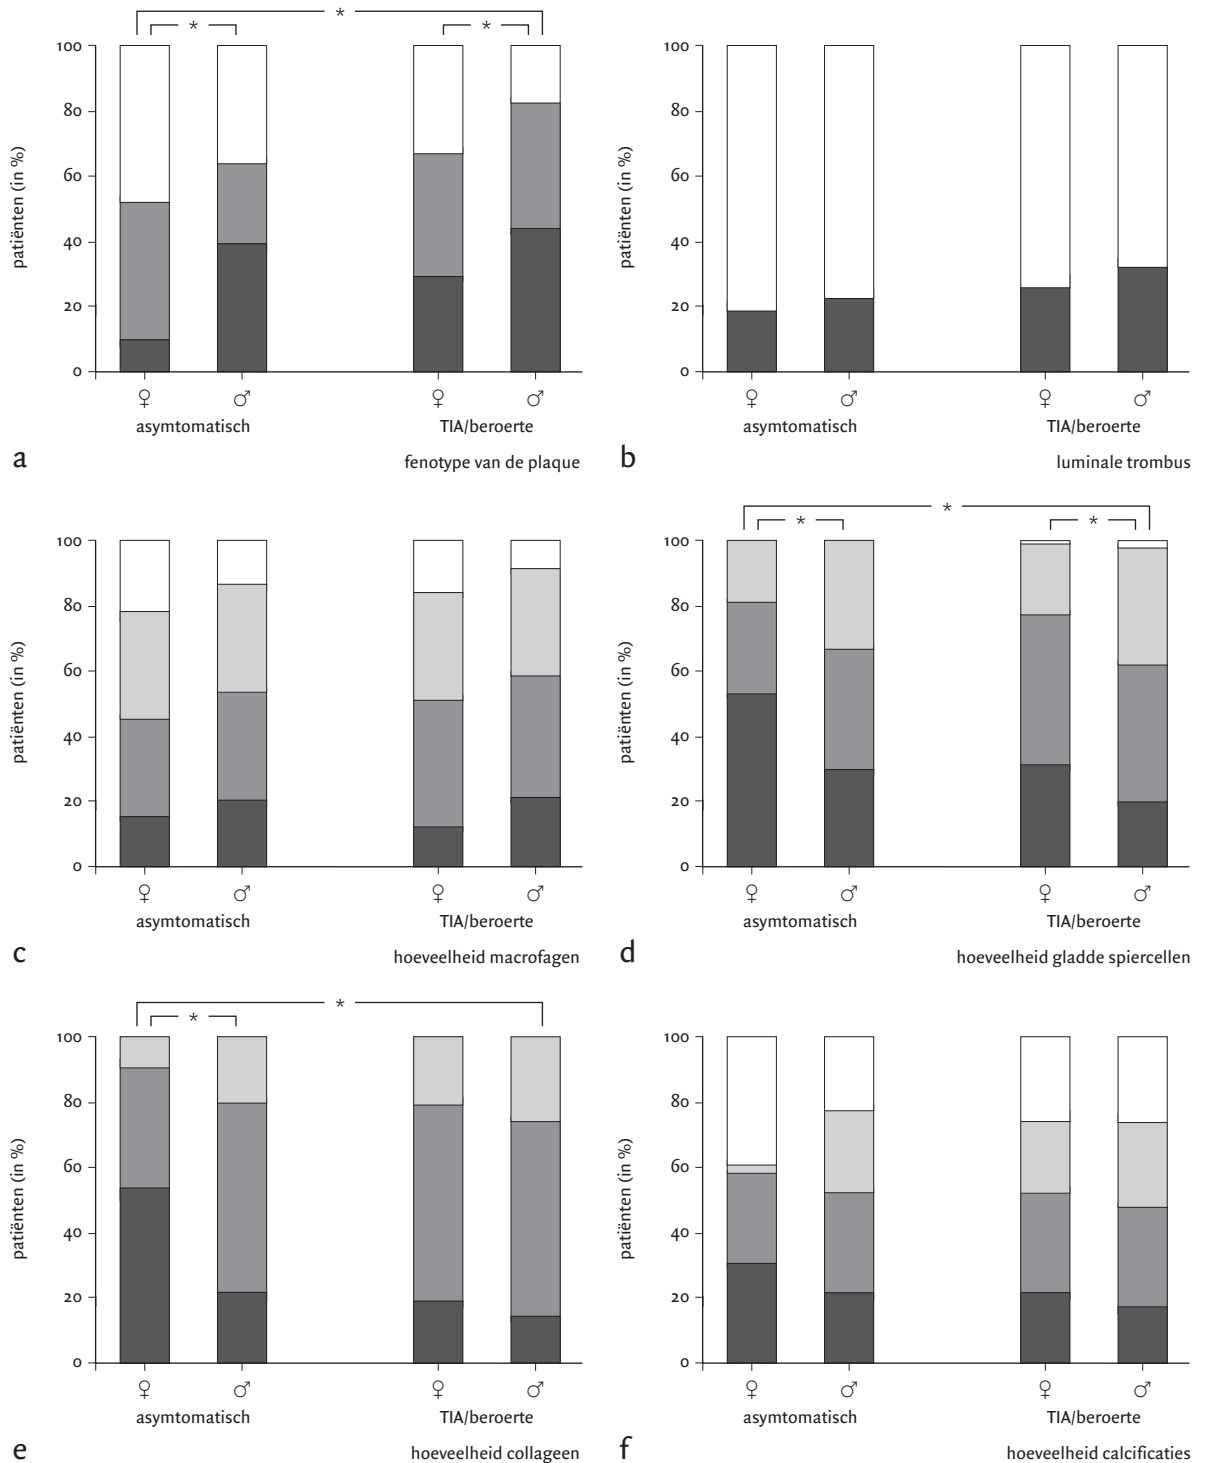 *
* *
100
80
60
40
20
0
patiënten (in %)
♀ ♂ ♀ ♂
asymtomatisch TIA/beroerte
a
fenotype van de plaque
100
80
60
40
20
0
patiënten (in %)
♀ ♂ ♀ ♂
asymtomatisch TIA/beroerte
b
luminale trombus
100
80
60
40
20
0
patiënten (in %)
♀ ♂ ♀ ♂
asymtomatisch TIA/beroerte
c
hoeveelheid macrofagen
*
* *
100
80
60
40
20
0
patiënten (in %)
♀ ♂ ♀ ♂
asymtomatisch TIA/beroerte
d
hoeveelheid gladde spiercellen
*
*
100
80
60
40
20
0
patiënten (in %)
♀ ♂ ♀ ♂
asymtomatisch TIA/beroerte
e
hoeveelheid collageen
100
80
60
40
20
0
patiënten (in %)
♀ ♂ ♀ ♂
asymtomatisch TIA/beroerte
f
hoeveelheid calcificaties